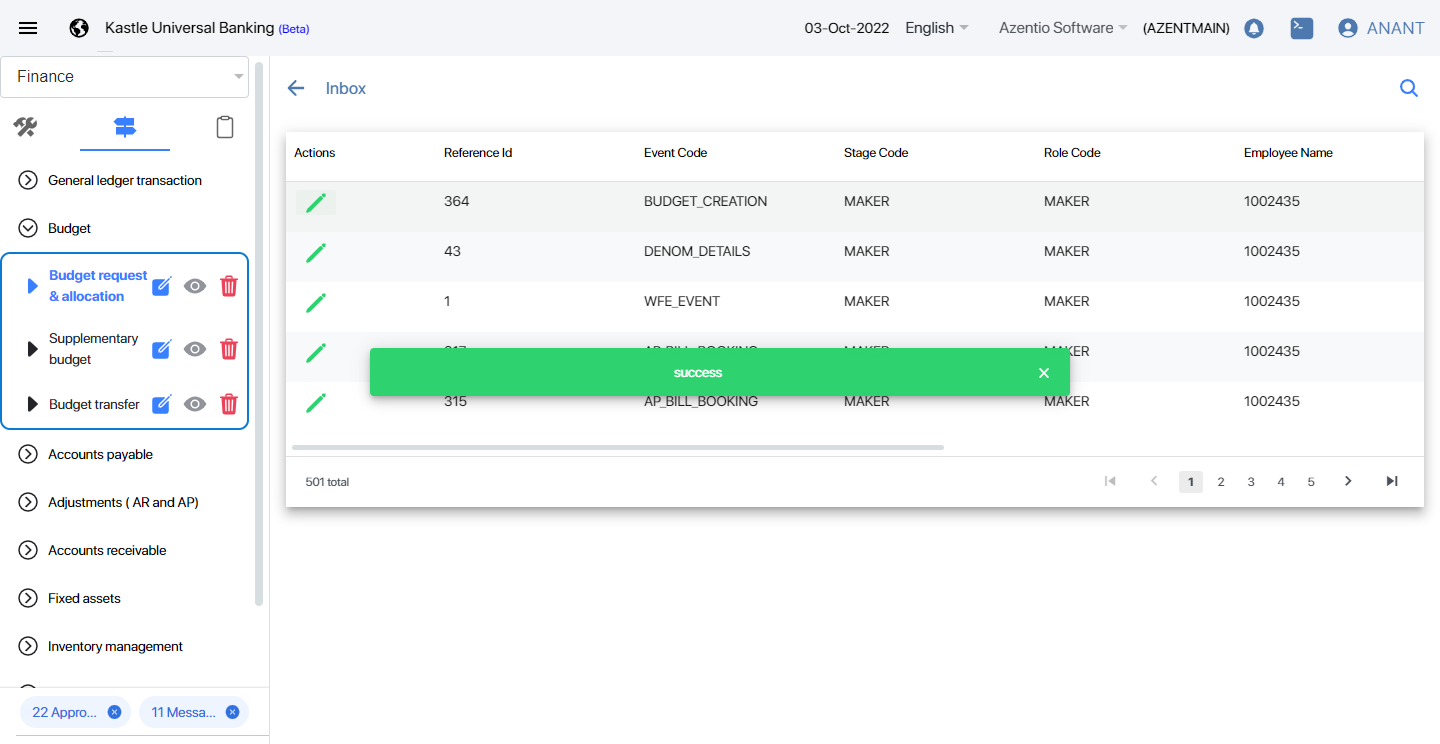 Kastle Universal Banking (Beta)
03-Oct-2022
English
Azentio Software
(AZENTMAIN)
ANANT
Finance
General ledger transaction
Budget
Budget request
& allocation
Supplementary
budget
Budget transfer
Accounts payable
Adjustments ( AR and AP)
Accounts receivable
Fixed assets
Inventory management
22 Appro...
11 Messa...
Inbox
Actions Reference Id Event Code Stage Code Role Code Employee Name
364 BUDGET_CREATION MAKER MAKER 1002435
43 DENOM_DETAILS MAKER MAKER 1002435
1 WFE_EVENT MAKER MAKER 1002435
1002435
success
315 AP_BILL_BOOKING MAKER MAKER 1002435
501 total
1 2 3 4 5